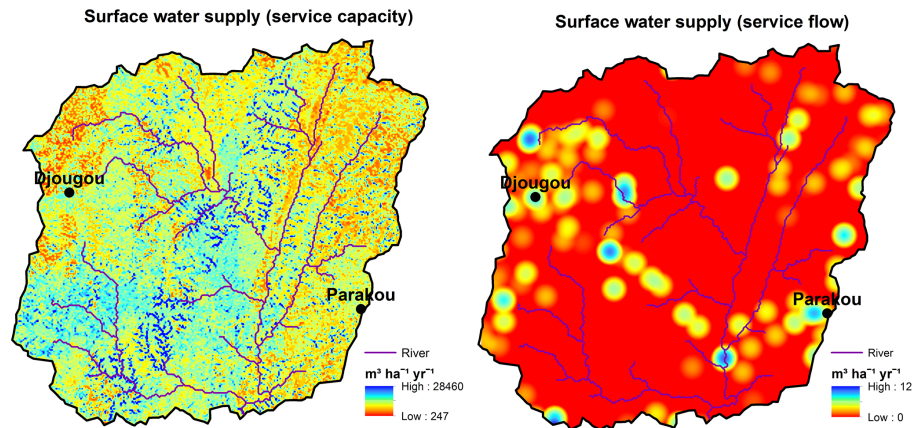 Surface water supply (service capacity)
Djougou
Parakou
River
m³ ha⁻¹ yr⁻¹
High : 28460
Low : 247
Surface water supply (service flow)
Djougou
Parakou
River
m³ ha⁻¹ yr⁻¹
High : 12
Low : 0